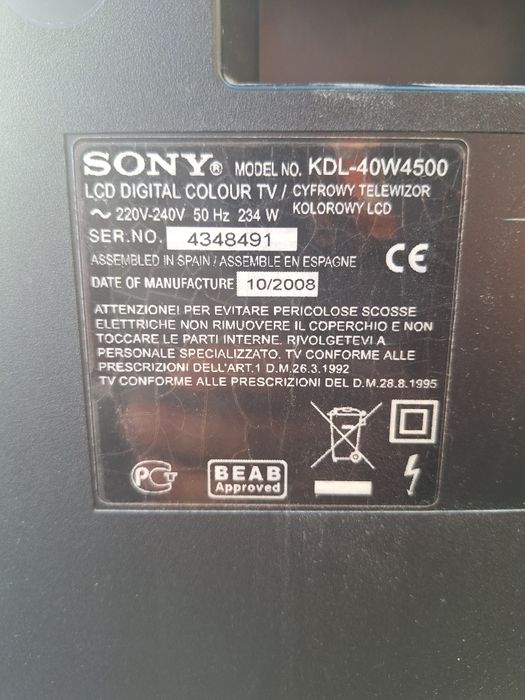 SONY® MODEL NO. KDL-40W4500
LCD DIGITAL COLOUR TV / CYFROWY TELEWIZOR
KOLOROWY LCD
~ 220V-240V 50 Hz 234 W
SER.NO. 4348491
ASSEMBLED IN SPAIN / ASSEMBLE EN ESPAGNE
CE
DATE OF MANUFACTURE 10/2008
ATTENZIONE! PER EVITARE PERICOLOSE SCOSSE
ELETTRICHE NON RIMUOVERE IL COPERCHIO E NON
TOCCARE LE PARTI INTERNE. RIVOLGETEVI A
PERSONALE SPECIALIZZATO. TV CONFORME ALLE
PRESCRIZIONI DELL'ART.1 D.M.26.3.1992
TV CONFORME ALLE PRESCRIZIONI DEL D.M.28.8.1995
PCT
BEAB
Approved